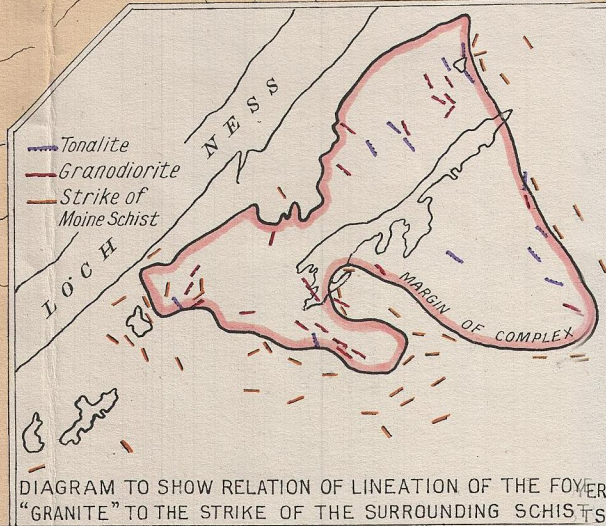 LOCH NESS
Tonalite
Granodiorite
Strike of
Moine Schist
MARGIN OF COMPLEX
DIAGRAM TO SHOW RELATION OF LINEATION OF THE FOYER
"GRANITE" TO THE STRIKE OF THE SURROUNDING SCHISTS